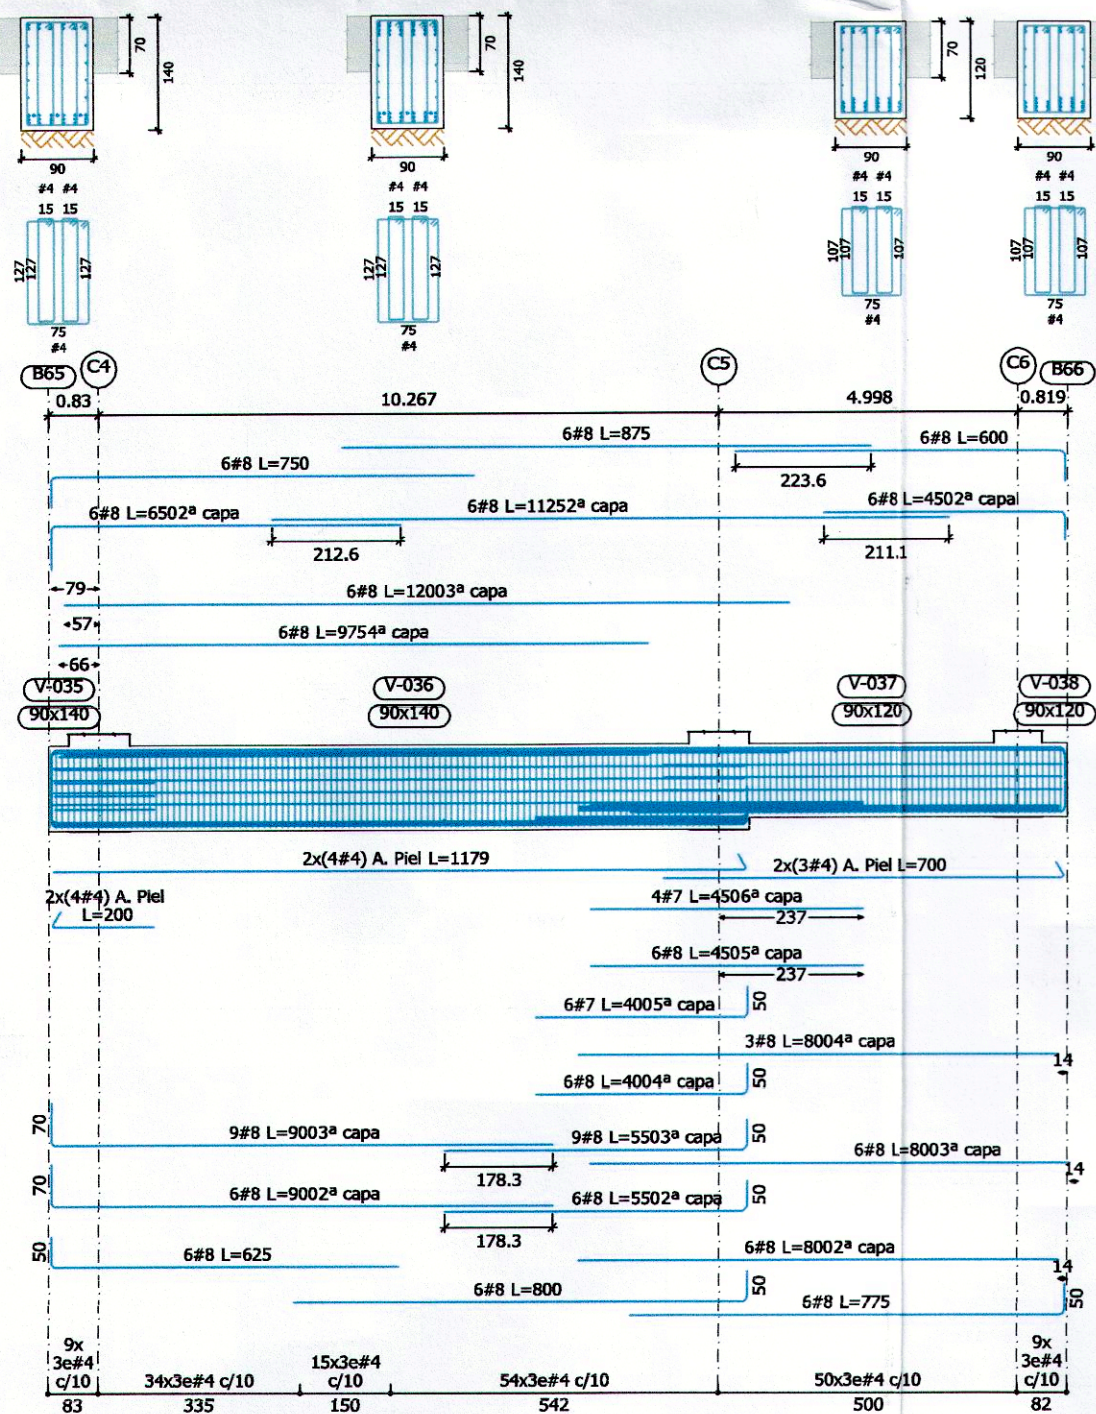 70
140
70
140
70
120
90
90
90
90
#4 #4
15 15
#4 #4
15 15
#4 #4
15 15
#4 #4
15 15
127
127
127
127
127
127
107
107
107
107
107
107
75
#4
75
#4
75
#4
75
#4
B65
C4
C5
C6
B66
0.83
10.267
4.998
0.819
6#8 L=875
6#8 L=600
6#8 L=750
223.6
6#8 L=6502ª capa
6#8 L=11252ª capa
6#8 L=4502ª capa
212.6
211.1
79
6#8 L=12003ª capa
57
6#8 L=9754ª capa
66
V-035
90x140
V-036
90x140
V-037
90x120
V-038
90x120
2x(4#4) A. Piel L=1179
2x(3#4) A. Piel L=700
2x(4#4) A. Piel
L=200
4#7 L=4506ª capa
237
6#8 L=4505ª capa
237
6#7 L=4005ª capa
50
3#8 L=8004ª capa
14
6#8 L=4004ª capa
50
70
9#8 L=9003ª capa
9#8 L=5503ª capa
50
6#8 L=8003ª capa
178.3
14
70
6#8 L=9002ª capa
6#8 L=5502ª capa
50
178.3
50
6#8 L=625
6#8 L=8002ª capa
14
6#8 L=800
50
6#8 L=775
50
9x
3e#4
c/10
34x3e#4 c/10
15x3e#4
c/10
54x3e#4 c/10
50x3e#4 c/10
9x
3e#4
c/10
83
335
150
542
500
82